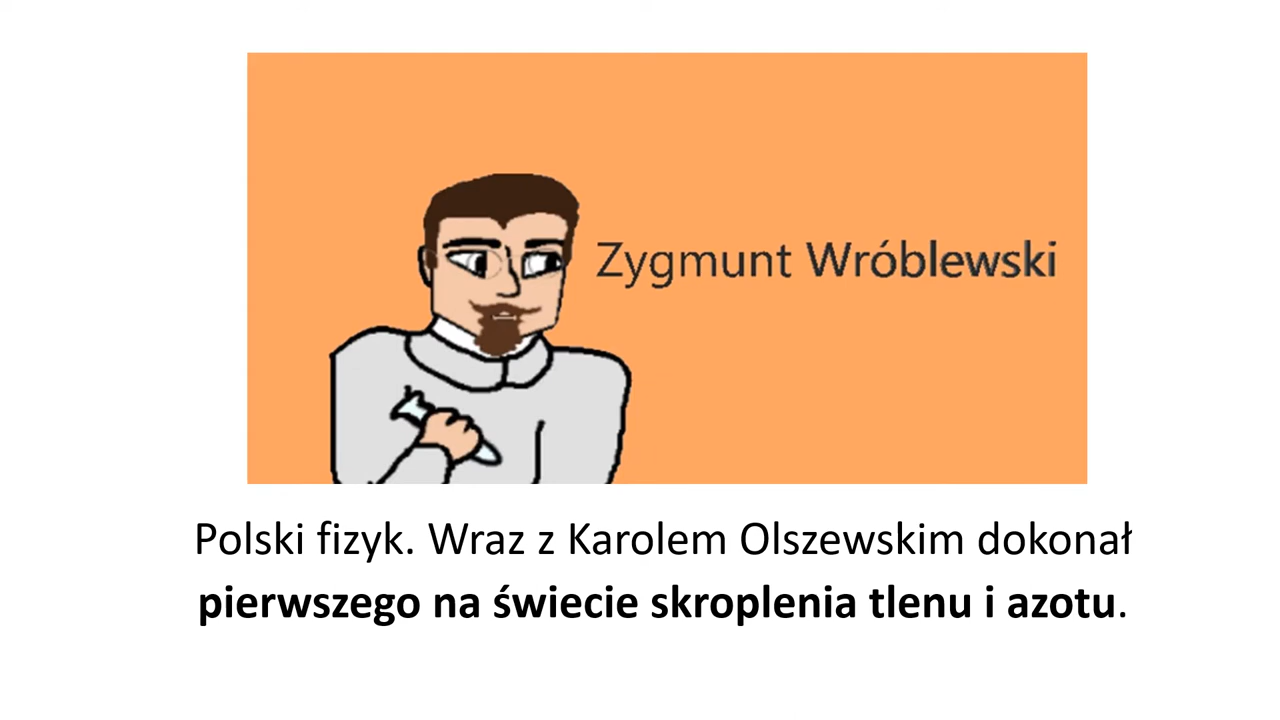 Zygmunt Wróblewski
Polski fizyk. Wraz z Karolem Olszewskim dokonał
pierwszego na świecie skroplenia tlenu i azotu.